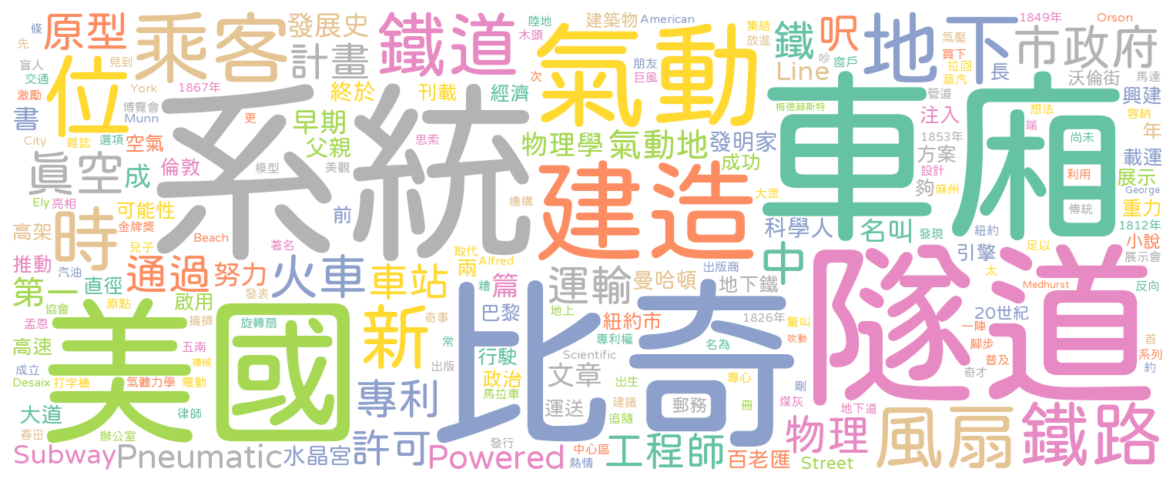 系統
車廂
美國
比奇
隧道
氣動
建造
乘客
地下
鐵道
鐵路
風扇
新
位
時
市政府
真空
火車
原型
計畫
發展史
鐵
呎
長
Line
沃倫街
興建
建築物
American
1849年
Orson
氣壓
買下
馬達
拉回
蒸汽
木頭
陸地
集結
放進
朋友
巨風
次
吵
窗戶
條
先
盲人
見到
交通
激勵
York
1867年
書
博覽會
Munn
更
City
雜誌
選項
空氣
終於
刊載
經濟
早期
父親
思索
物理學
氣動地
發明家
成功
梅德赫斯特
管道
注入
想法
容納
年
1853年
端
尚未
載運
方案
設計
利用
展示
夠
麻州
George
成
倫敦
模型
美觀
前
Ely
亮相
可能性
金牌獎
機構
大眾
科學人
名叫
發現
傳統
紐約
重力
1812年
小說
高架
兒子
Beach
著名
推動
汽油
通過
努力
取代
Alfred
兩
車站
運輸
出版商
曼哈頓
地下鐵
中
引擎
足以
太
展示會
Medhurst
反向
第一
直徑
啟用
協會
原點
發表
擁擠
糟
奇事
篇
巴黎
地上
紐約市
專利權
1826年
驚叫
吹動
名為
20世紀
一陣
腳步
普及
首
系列
約
孟恩
五南
旋轉扇
高速
常
行駛
Scientific
奇才
成立
機械
Desaix
打字機
氣體力學
電動
出版
專利
政治
馬拉車
文章
出生
專心
剛
煤灰
大道
律師
運送
建議
追隨
郵務
冊
地下道
物理
春田
辦公室
許可
發行
工程師
中心區
熱情
百老匯
Street
Subway
Pneumatic
水晶宮
Powered